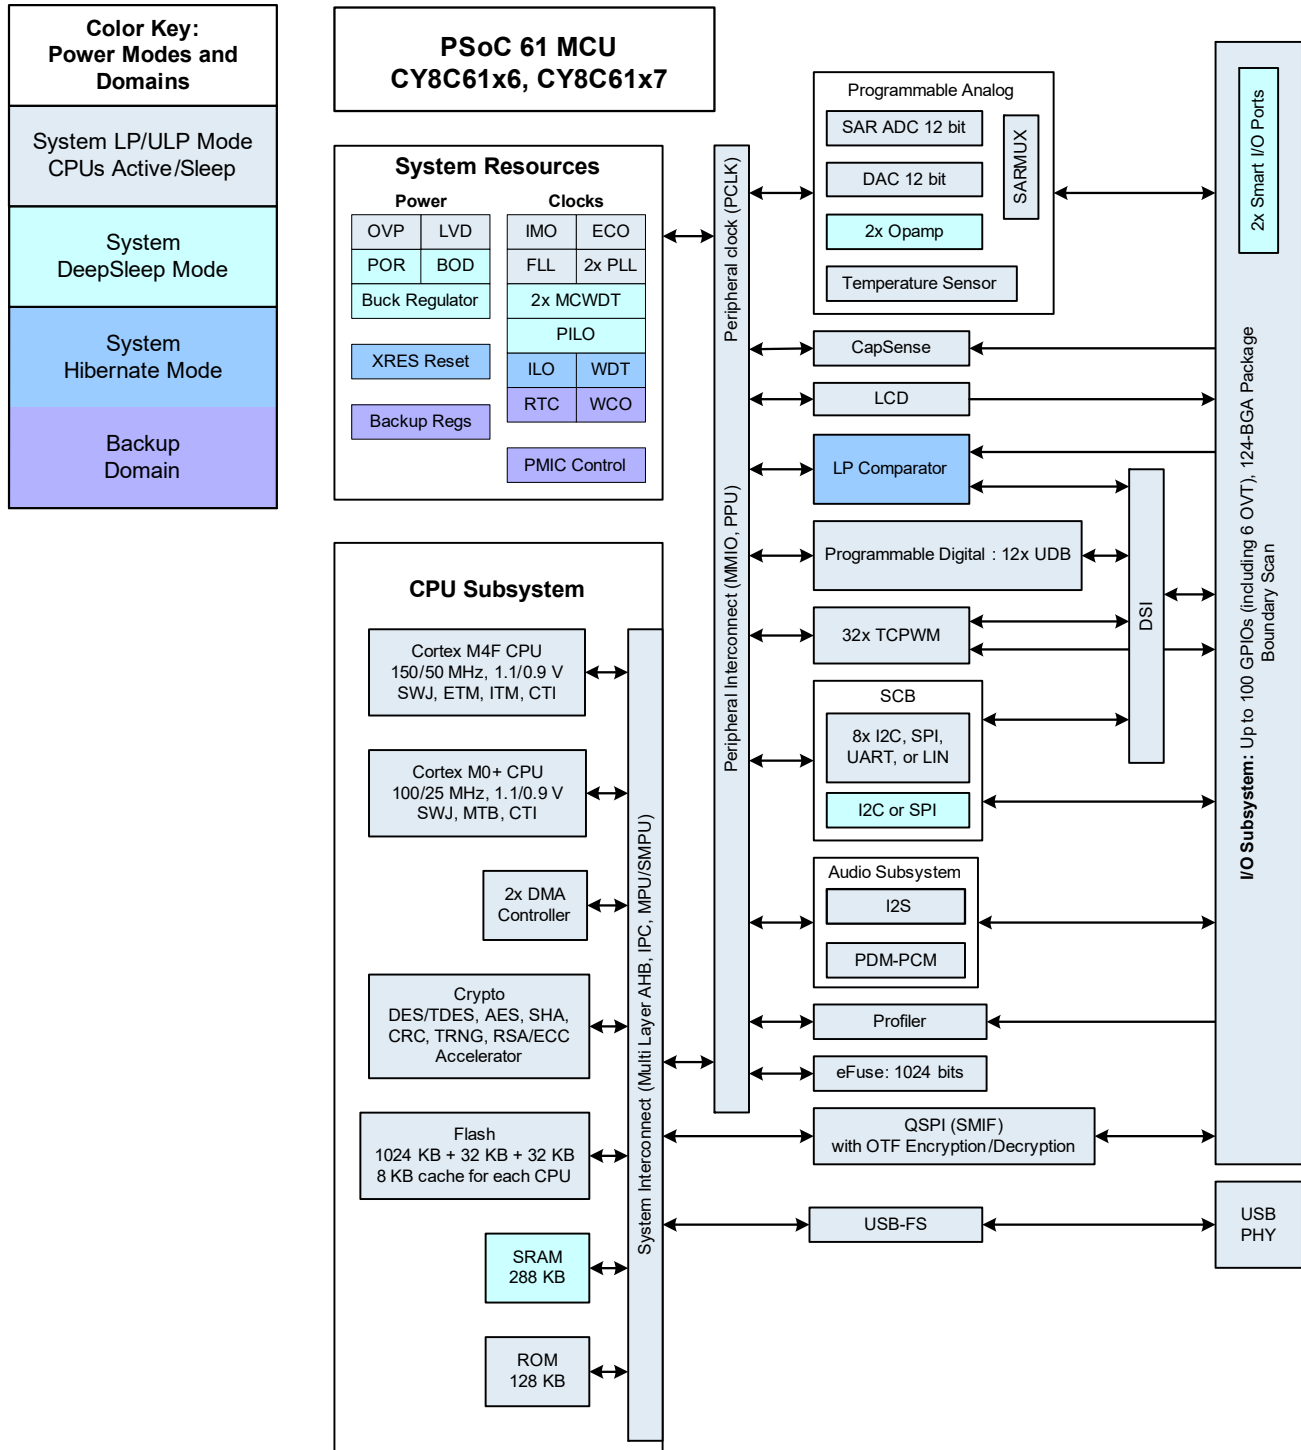 Color Key:
Power Modes and
Domains
System LP/ULP Mode
CPUs Active/Sleep
System
DeepSleep Mode
System
Hibernate Mode
Backup
Domain
PSoC 61 MCU
CY8C61x6, CY8C61x7
System Resources
Power
Clocks
OVP
LVD
POR
BOD
Buck Regulator
XRES Reset
Backup Regs
IMO
ECO
FLL
2x PLL
2x MCWDT
PILO
ILO
WDT
RTC
WCO
PMIC Control
CPU Subsystem
Cortex M4F CPU
150/50 MHz, 1.1/0.9 V
SWJ, ETM, ITM, CTI
Cortex M0+ CPU
100/25 MHz, 1.1/0.9 V
SWJ, MTB, CTI
2x DMA
Controller
Crypto
DES/TDES, AES, SHA,
CRC, TRNG, RSA/ECC
Accelerator
Flash
1024 KB + 32 KB + 32 KB
8 KB cache for each CPU
SRAM
288 KB
ROM
128 KB
System Interconnect (Multi Layer AHB, IPC, MPU/SMPU)
Peripheral clock (PCLK)
Peripheral Interconnect (MMIO, PPU)
Programmable Analog
SAR ADC 12 bit
DAC 12 bit
2x Opamp
Temperature Sensor
SARMUX
CapSense
LCD
LP Comparator
Programmable Digital : 12x UDB
32x TCPWM
SCB
8x I2C, SPI,
UART, or LIN
I2C or SPI
Audio Subsystem
I2S
PDM-PCM
Profiler
eFuse: 1024 bits
QSPI (SMIF)
with OTF Encryption/Decryption
USB-FS
DSI
2x Smart I/O Ports
I/O Subsystem: Up to 100 GPIOs (including 6 OVT), 124-BGA Package
Boundary Scan
USB
PHY